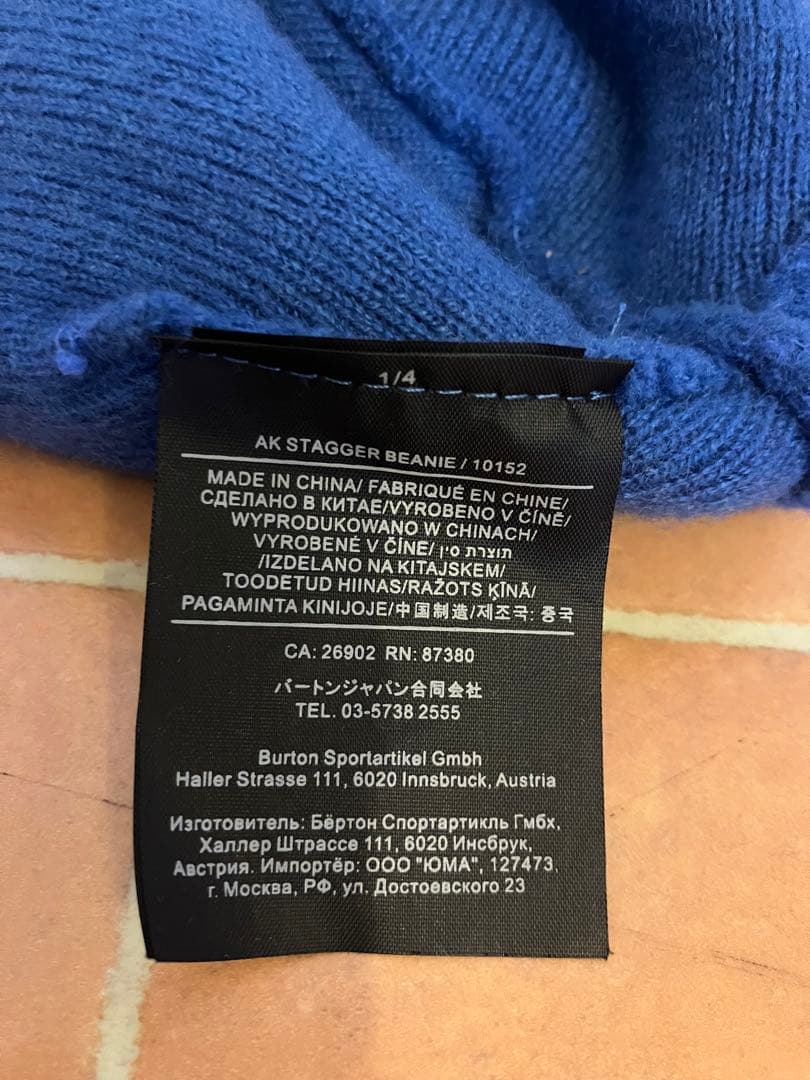 1/4
AK STAGGER BEANIE / 10152
MADE IN CHINA/ FABRIQUÉ EN CHINE/
СДЕЛАНО В КИТАЕ/VYROBENO V ČÍNĚ/
WYPRODUKOWANO W CHINACH/
VYROBENÉ V ČÍNE/ תוצרת סין
/IZDELANO NA KITAJSKEM/
TOODETUD HIINAS/RAŽOTS ĶĪNĀ/
PAGAMINTA KINIJOJE/中国制造/제조국: 중국
CA: 26902 RN: 87380
バートンジャパン合同会社
TEL. 03-5738 2555
Burton Sportartikel Gmbh
Haller Strasse 111, 6020 Innsbruck, Austria
Изготовитель: Бёртон Спортартикль Гмбх,
Халлер Штрассе 111, 6020 Инсбрук,
Австрия. Импортёр: ООО "ЮМА", 127473,
г. Москва, РФ, ул. Достоевского 23